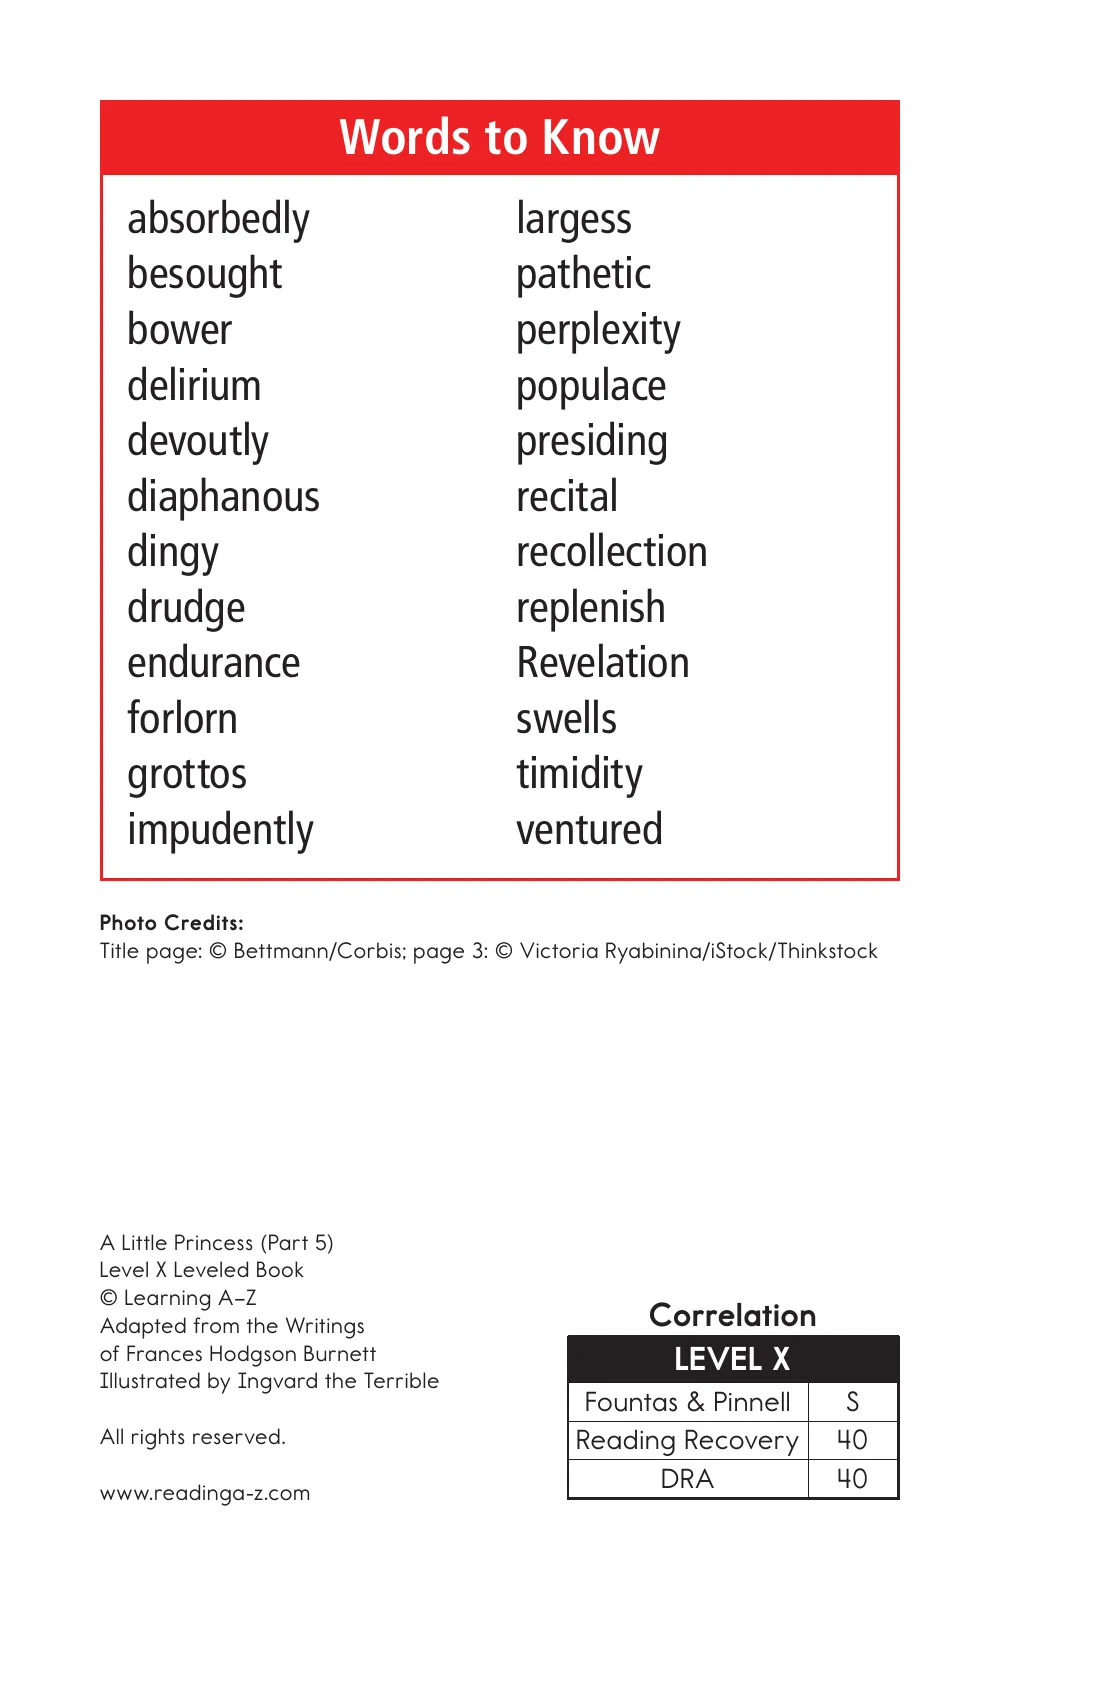 Words to Know
absorbedly
besought
bower
delirium
devoutly
diaphanous
dingy
drudge
endurance
forlorn
grottos
impudently
largess
pathetic
perplexity
populace
presiding
recital
recollection
replenish
Revelation
swells
timidity
ventured
Photo Credits:
Title page: © Bettmann/Corbis; page 3: © Victoria Ryabinina/iStock/Thinkstock
A Little Princess (Part 5)
Level X Leveled Book
© Learning A–Z
Adapted from the Writings
of Frances Hodgson Burnett
Illustrated by Ingvard the Terrible
All rights reserved.
www.readinga-z.com
Correlation
LEVEL X
Fountas & Pinnell S
Reading Recovery 40
DRA 40